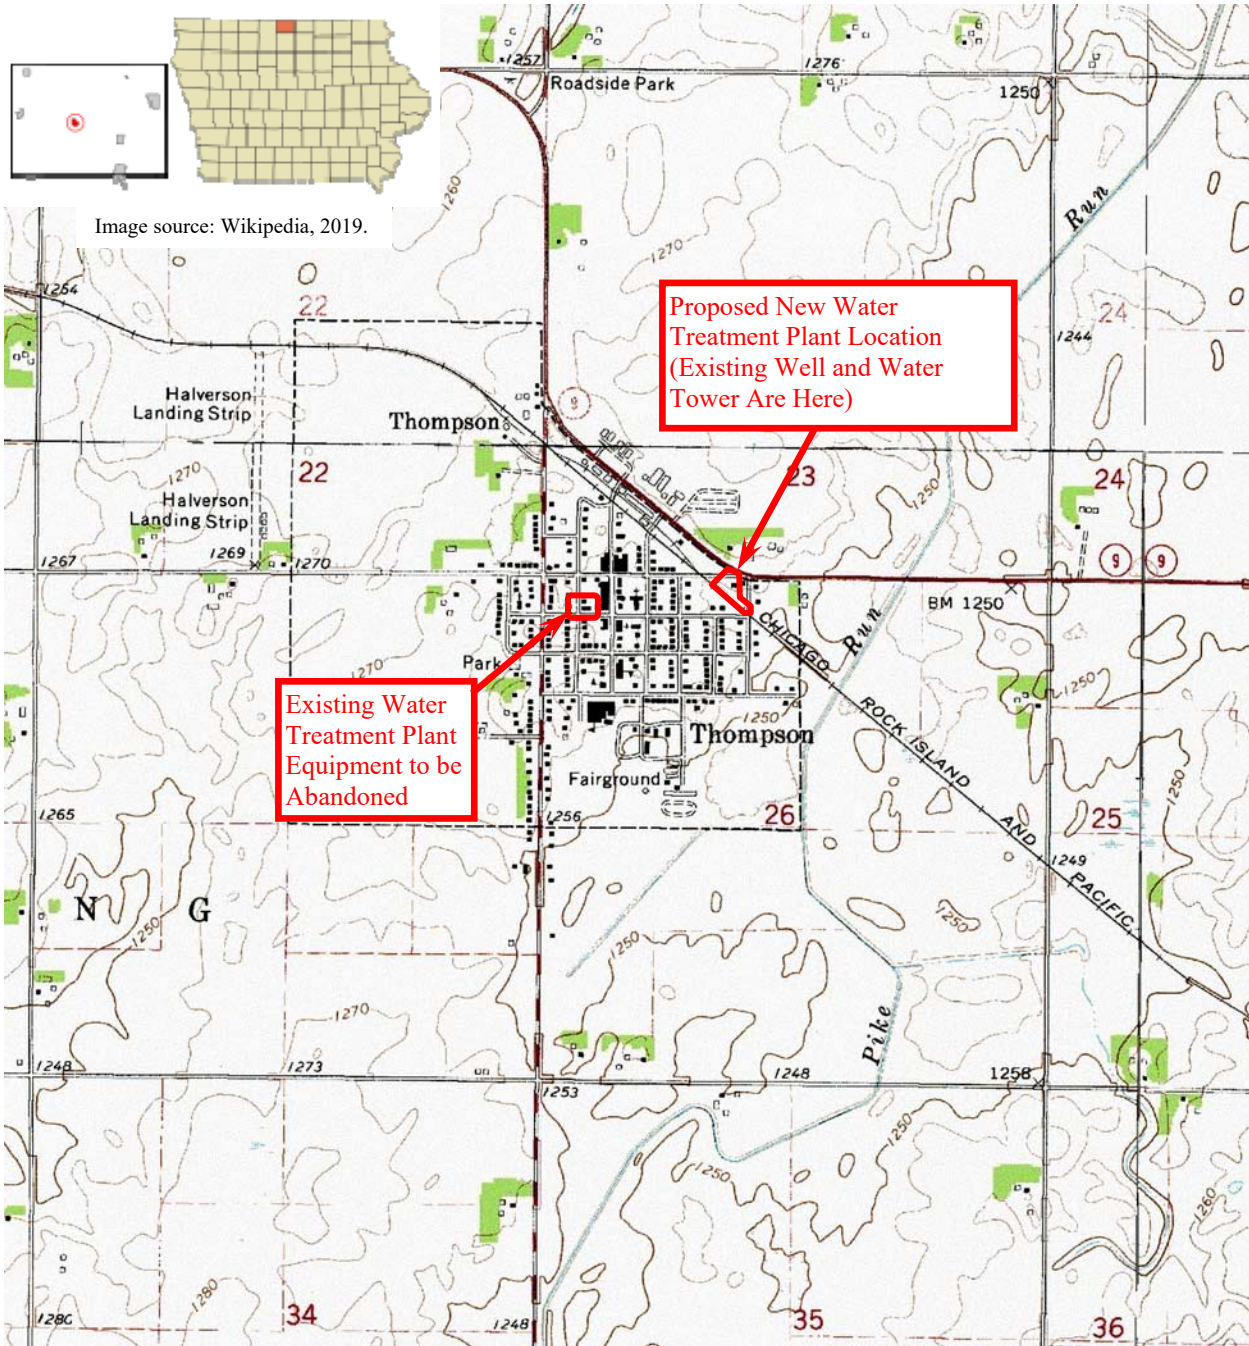 Image source: Wikipedia, 2019.
1257
Roadside Park
1276
6
1250
Run
1260
1270
1254
22
Proposed New Water
Treatment Plant Location
(Existing Well and Water
Tower Are Here)
24
1244
Halverson
Landing Strip
9
Thompson
1270
22
23
24
1250
Halverson
Landing Strip
1267
1269
1270
9
9
BM 1250
CHICAGO
Run
1270
Park
1250
ROCK ISLAND
AND
PACIFIC
Existing Water
Treatment Plant
Equipment to be
Abandoned
1250
Thompson
Fairground
1250
1265
1256
26
25
1249
N G
1250
1250
1250
1270
Pike
1248
1273
1253
1248
1258
1250
1250
1260
1280
1280
34
1248
35
36